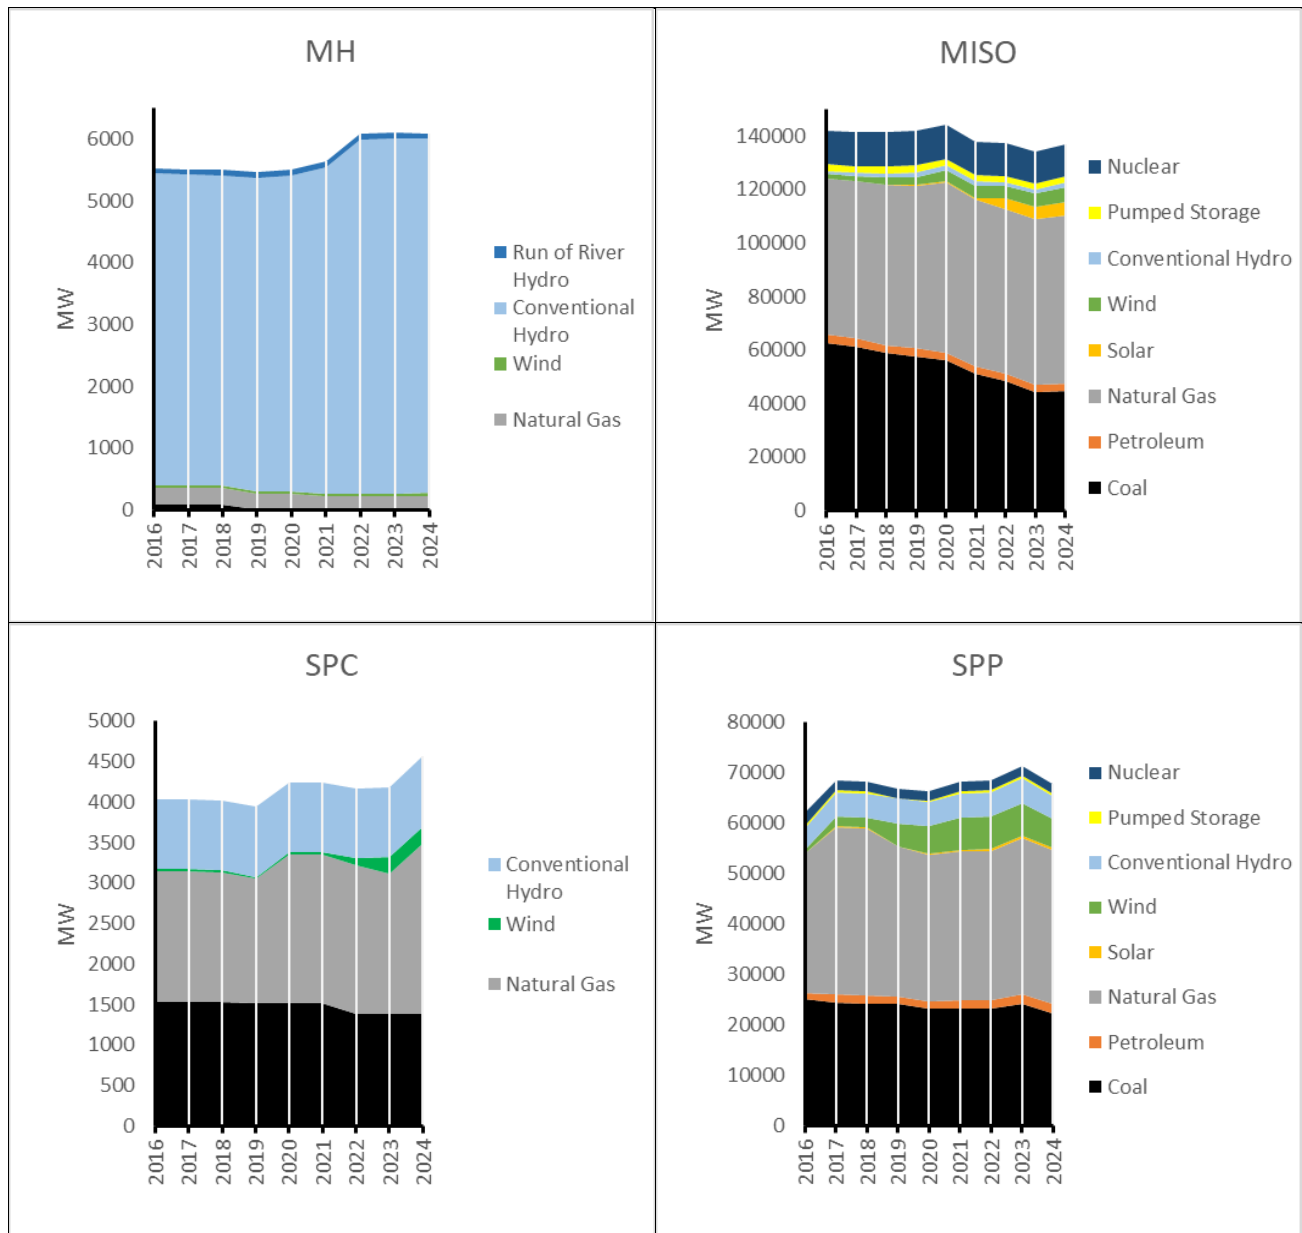 MH
6000
5000
4000
3000
2000
1000
0
MW
2016
2017
2018
2019
2020
2021
2022
2023
2024
Run of River
Hydro
Conventional
Hydro
Wind
Natural Gas
MISO
140000
120000
100000
80000
60000
40000
20000
0
MW
2016
2017
2018
2019
2020
2021
2022
2023
2024
Nuclear
Pumped Storage
Conventional Hydro
Wind
Solar
Natural Gas
Petroleum
Coal
SPC
5000
4500
4000
3500
3000
2500
2000
1500
1000
500
0
MW
2016
2017
2018
2019
2020
2021
2022
2023
2024
Conventional
Hydro
Wind
Natural Gas
SPP
80000
70000
60000
50000
40000
30000
20000
10000
0
MW
2016
2017
2018
2019
2020
2021
2022
2023
2024
Nuclear
Pumped Storage
Conventional Hydro
Wind
Solar
Natural Gas
Petroleum
Coal